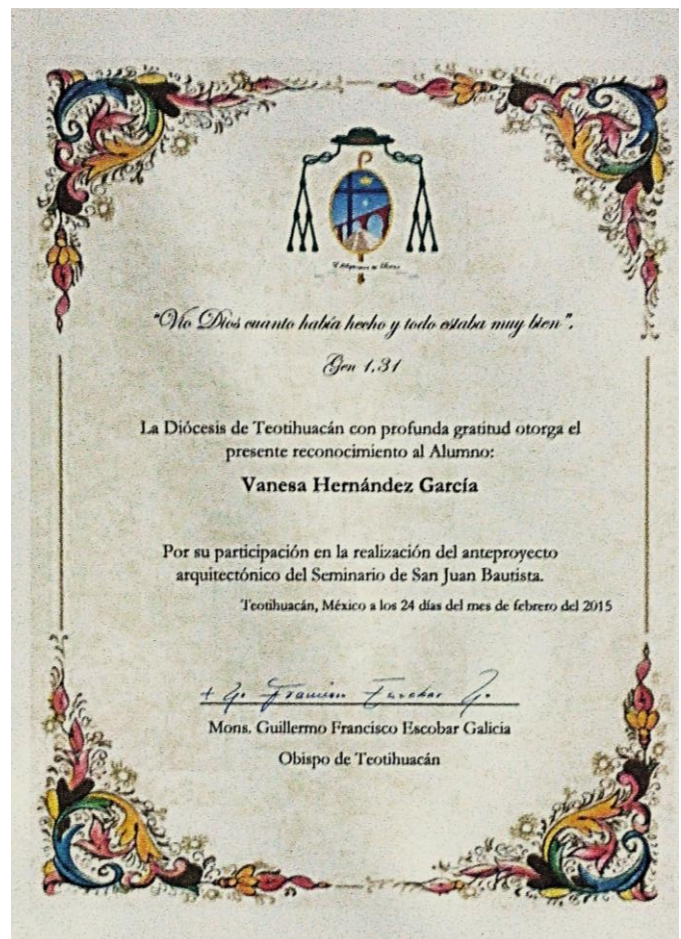 "Vio Dios cuanto había hecho y todo estaba muy bien".
Gen 1,31
La Diócesis de Teotihuacán con profunda gratitud otorga el
presente reconocimiento al Alumno:
Vanesa Hernández García
Por su participación en la realización del anteproyecto
arquitectónico del Seminario de San Juan Bautista.
Teotihuacán, México a los 24 días del mes de febrero del 2015
Francisco Escobar G.
Mons. Guillermo Francisco Escobar Galicia
Obispo de Teotihuacán